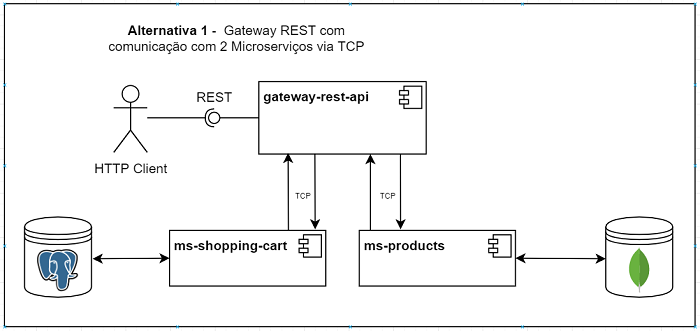 Alternativa 1 - Gateway REST com
comunicação com 2 Microserviços via TCP
REST
gateway-rest-api
HTTP Client
TCP
TCP
ms-shopping-cart
ms-products